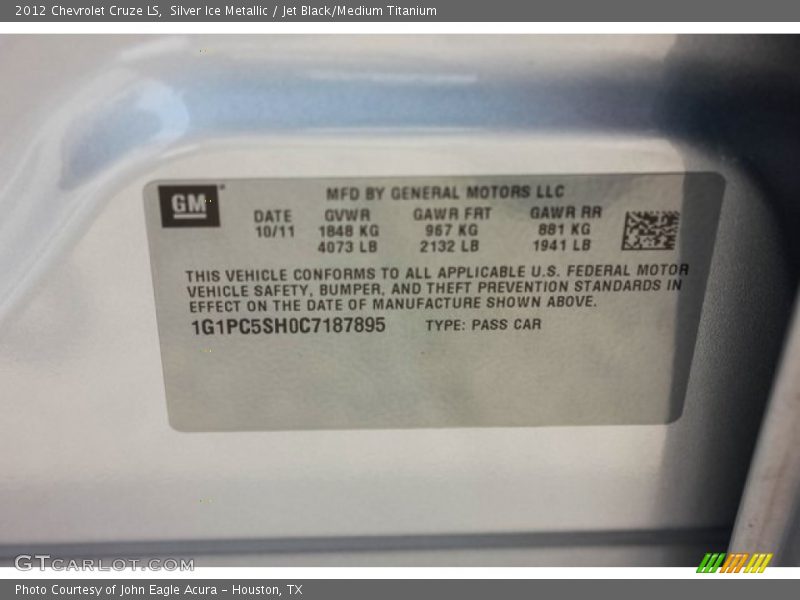 2012 Chevrolet Cruze LS,  Silver Ice Metallic / Jet Black/Medium Titanium
GM
MFD BY GENERAL MOTORS LLC
DATE GVWR GAWR FRT GAWR RR
10/11 1848 KG 967 KG 881 KG
4073 LB 2132 LB 1941 LB
THIS VEHICLE CONFORMS TO ALL APPLICABLE U.S. FEDERAL MOTOR
VEHICLE SAFETY, BUMPER, AND THEFT PREVENTION STANDARDS IN
EFFECT ON THE DATE OF MANUFACTURE SHOWN ABOVE.
1G1PC5SH0C7187895 TYPE: PASS CAR
GTCARLOT.COM
Photo Courtesy of John Eagle Acura - Houston, TX